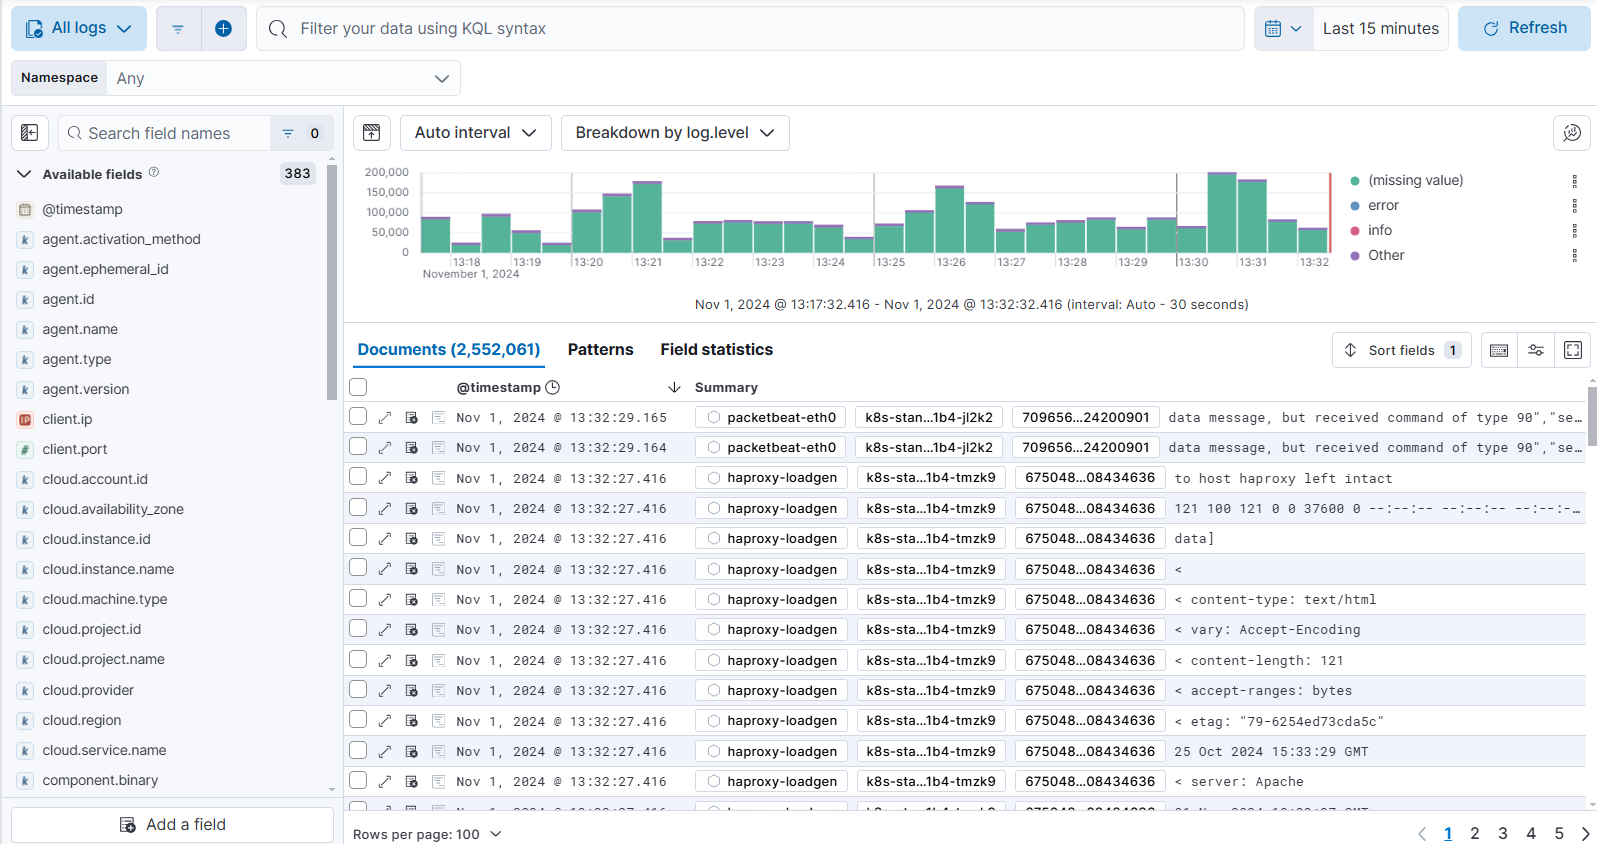 All logs
Filter your data using KQL syntax
Last 15 minutes
Refresh
Namespace Any
Search field names 0
Available fields 383
@timestamp
agent.activation_method
agent.ephemeral_id
agent.id
agent.name
agent.type
agent.version
client.ip
client.port
cloud.account.id
cloud.availability_zone
cloud.instance.id
cloud.instance.name
cloud.machine.type
cloud.project.id
cloud.project.name
cloud.provider
cloud.region
cloud.service.name
component.binary
Add a field
Auto interval
Breakdown by log.level
200,000
150,000
100,000
50,000
0
13:18 13:19 13:20 13:21 13:22 13:23 13:24 13:25 13:26 13:27 13:28 13:29 13:30 13:31 13:32
November 1, 2024
(missing value)
error
info
Other
Nov 1, 2024 @ 13:17:32.416 - Nov 1, 2024 @ 13:32:32.416 (interval: Auto - 30 seconds)
Documents (2,552,061) Patterns Field statistics
Sort fields 1
@timestamp Summary
Nov 1, 2024 @ 13:32:29.165 packetbeat-eth0 k8s-stan...1b4-jl2k2 709656...24200901 data message, but received command of type 90","se…
Nov 1, 2024 @ 13:32:29.164 packetbeat-eth0 k8s-stan...1b4-jl2k2 709656...24200901 data message, but received command of type 90","se…
Nov 1, 2024 @ 13:32:27.416 haproxy-loadgen k8s-sta...1b4-tmzk9 675048...08434636 to host haproxy left intact
Nov 1, 2024 @ 13:32:27.416 haproxy-loadgen k8s-sta...1b4-tmzk9 675048...08434636 121 100 121 0 0 37600 0 --:--:-- --:--:-- --:--:-…
Nov 1, 2024 @ 13:32:27.416 haproxy-loadgen k8s-sta...1b4-tmzk9 675048...08434636 data]
Nov 1, 2024 @ 13:32:27.416 haproxy-loadgen k8s-sta...1b4-tmzk9 675048...08434636 <
Nov 1, 2024 @ 13:32:27.416 haproxy-loadgen k8s-sta...1b4-tmzk9 675048...08434636 < content-type: text/html
Nov 1, 2024 @ 13:32:27.416 haproxy-loadgen k8s-sta...1b4-tmzk9 675048...08434636 < vary: Accept-Encoding
Nov 1, 2024 @ 13:32:27.416 haproxy-loadgen k8s-sta...1b4-tmzk9 675048...08434636 < content-length: 121
Nov 1, 2024 @ 13:32:27.416 haproxy-loadgen k8s-sta...1b4-tmzk9 675048...08434636 < accept-ranges: bytes
Nov 1, 2024 @ 13:32:27.416 haproxy-loadgen k8s-sta...1b4-tmzk9 675048...08434636 < etag: "79-6254ed73cda5c"
Nov 1, 2024 @ 13:32:27.416 haproxy-loadgen k8s-sta...1b4-tmzk9 675048...08434636 25 Oct 2024 15:33:29 GMT
Nov 1, 2024 @ 13:32:27.416 haproxy-loadgen k8s-sta...1b4-tmzk9 675048...08434636 < server: Apache
Rows per page: 100
1 2 3 4 5